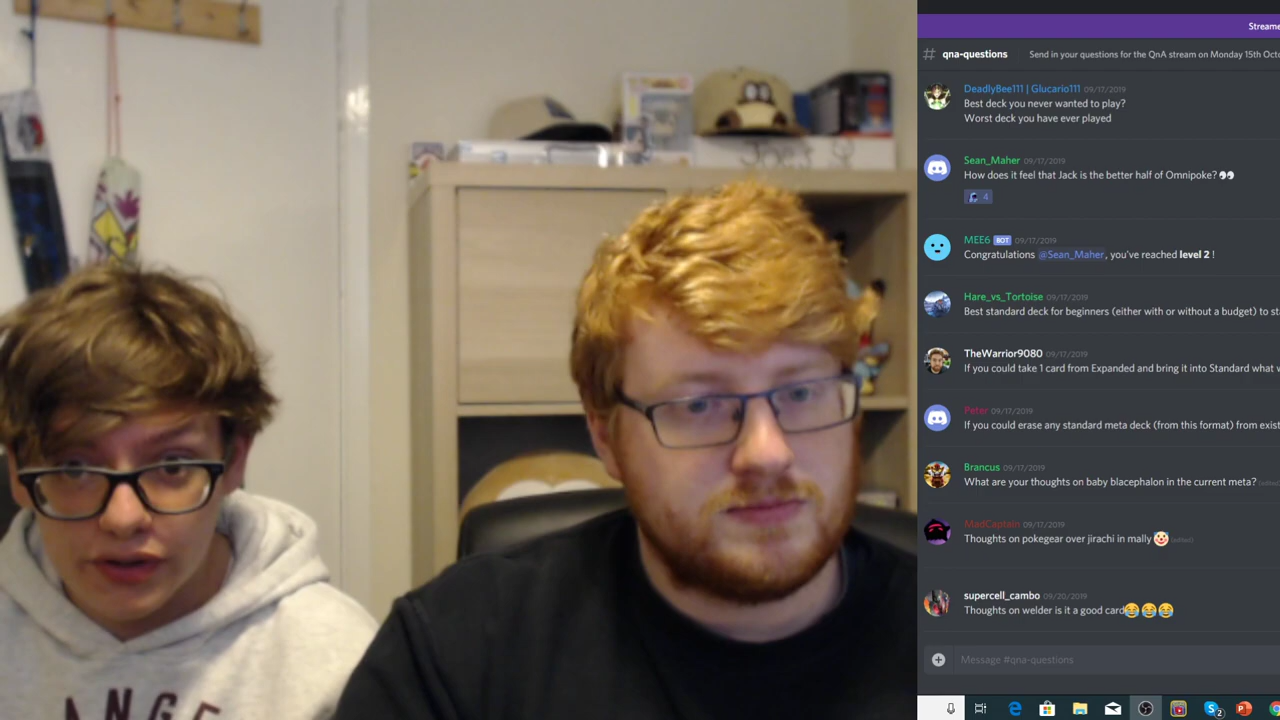 Streame
# qna-questions Send in your questions for the QnA stream on Monday 15th Octo
DeadlyBee111 | Glucario111 09/17/2019
Best deck you never wanted to play?
Worst deck you have ever played
Sean_Maher 09/17/2019
How does it feel that Jack is the better half of Omnipoke? 👀
4
MEE6 BOT 09/17/2019
Congratulations @Sean_Maher, you've reached level 2 !
Hare_vs_Tortoise 09/17/2019
Best standard deck for beginners (either with or without a budget) to sta
TheWarrior9080 09/17/2019
If you could take 1 card from Expanded and bring it into Standard what w
Peter 09/17/2019
If you could erase any standard meta deck (from this format) from exist
Brancus 09/17/2019
What are your thoughts on baby blacephalon in the current meta? (edited)
MadCaptain 09/17/2019
Thoughts on pokegear over jirachi in mally 🤡 (edited)
supercell_cambo 09/20/2019
Thoughts on welder is it a good card😂😂😂
Message #qna-questions
2